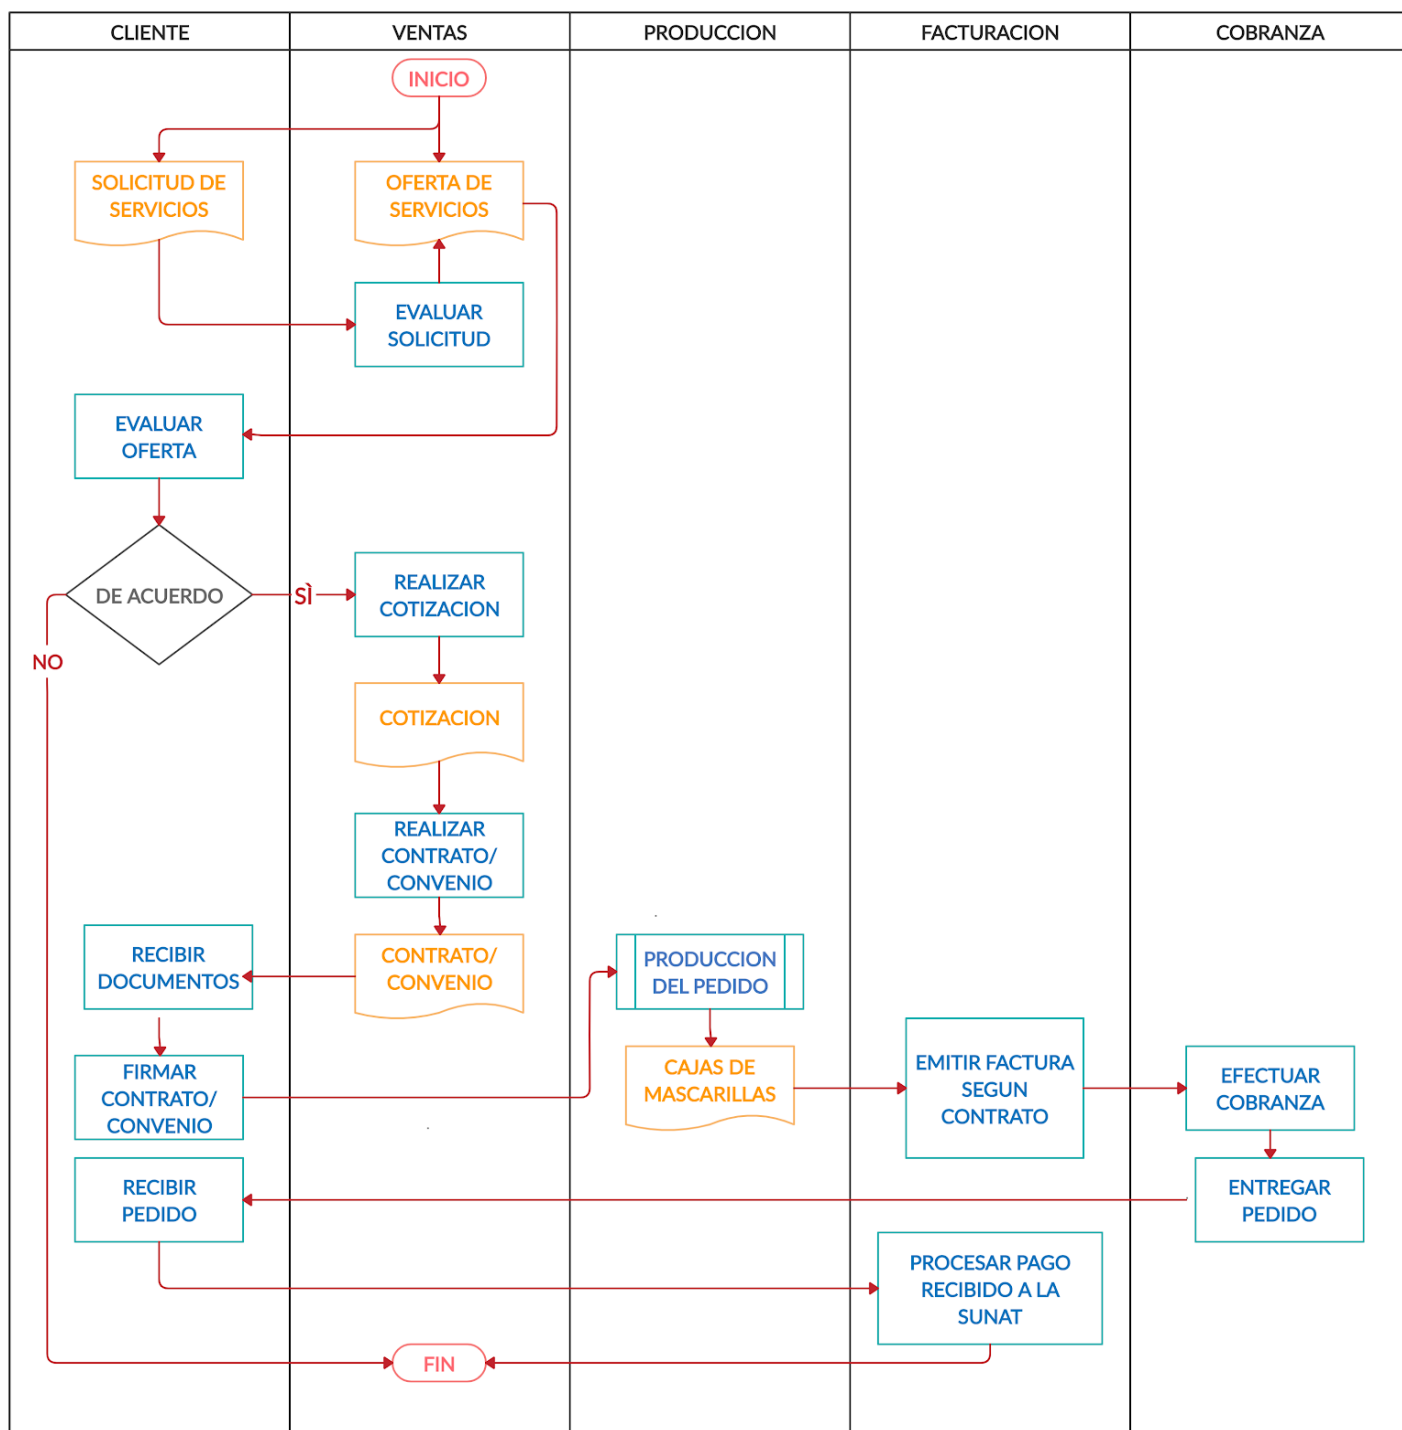 CLIENTE
VENTAS
PRODUCCION
FACTURACION
COBRANZA
INICIO
SOLICITUD DE
SERVICIOS
OFERTA DE
SERVICIOS
EVALUAR
SOLICITUD
EVALUAR
OFERTA
DE ACUERDO
SÌ
REALIZAR
COTIZACION
NO
COTIZACION
REALIZAR
CONTRATO/
CONVENIO
RECIBIR
DOCUMENTOS
CONTRATO/
CONVENIO
PRODUCCION
DEL PEDIDO
FIRMAR
CONTRATO/
CONVENIO
CAJAS DE
MASCARILLAS
EMITIR FACTURA
SEGUN
CONTRATO
EFECTUAR
COBRANZA
RECIBIR
PEDIDO
ENTREGAR
PEDIDO
PROCESAR PAGO
RECIBIDO A LA
SUNAT
FIN